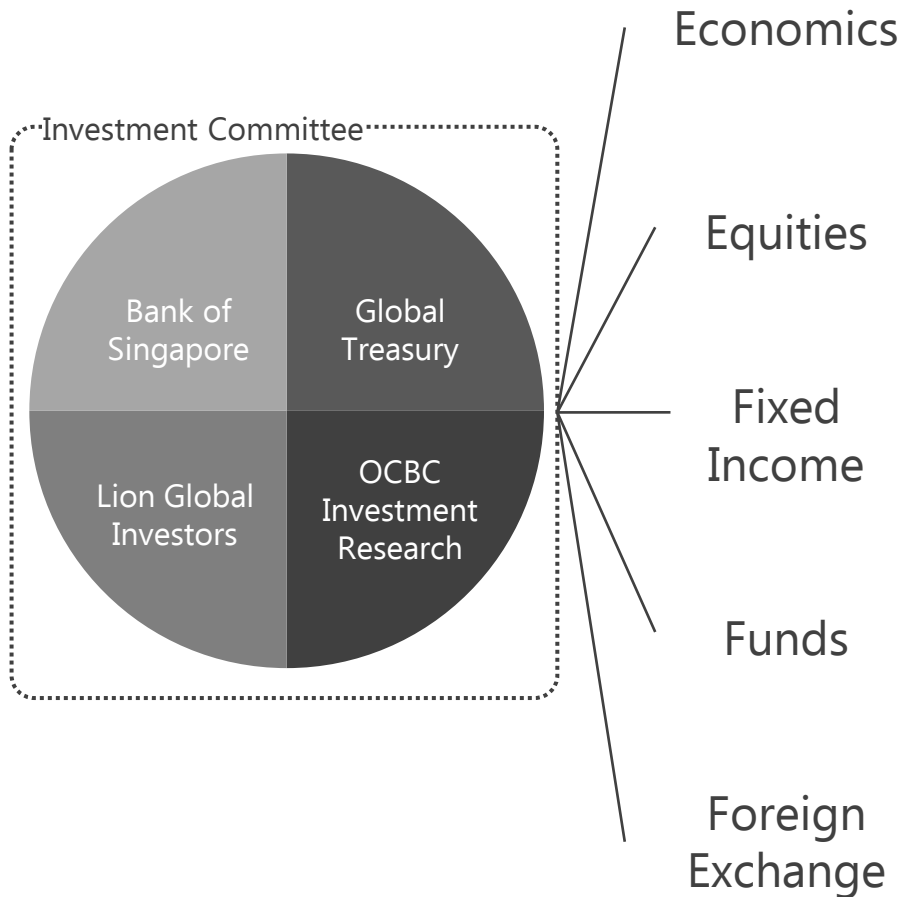 Investment Committee
Bank of
Singapore
Global
Treasury
Lion Global
Investors
OCBC
Investment
Research
Economics
Equities
Fixed
Income
Funds
Foreign
Exchange